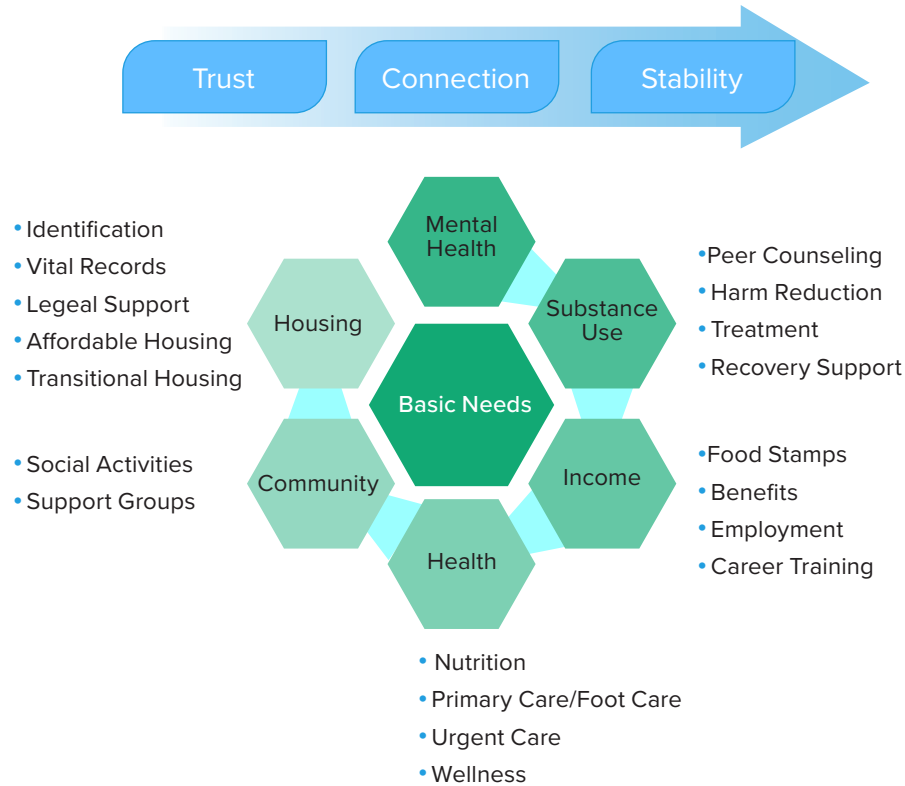 Trust
Connection
Stability
Mental
Health
Substance
Use
Income
Health
Community
Housing
Basic Needs
• Identification
• Vital Records
• Legeal Support
• Affordable Housing
• Transitional Housing
• Social Activities
• Support Groups
•Peer Counseling
• Harm Reduction
• Treatment
• Recovery Support
•Food Stamps
• Benefits
• Employment
• Career Training
• Nutrition
• Primary Care/Foot Care
• Urgent Care
• Wellness